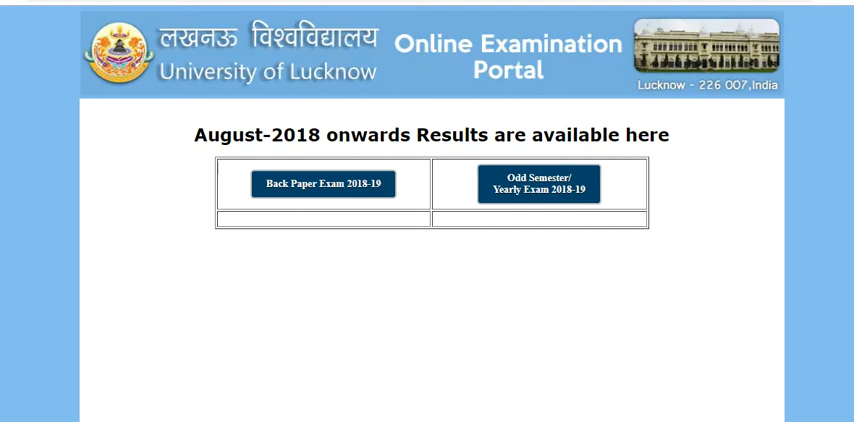 लखनऊ विश्वविद्यालय
University of Lucknow
Online Examination
Portal
Lucknow - 226 007,India
August-2018 onwards Results are available here
Back Paper Exam 2018-19
Odd Semester/
Yearly Exam 2018-19